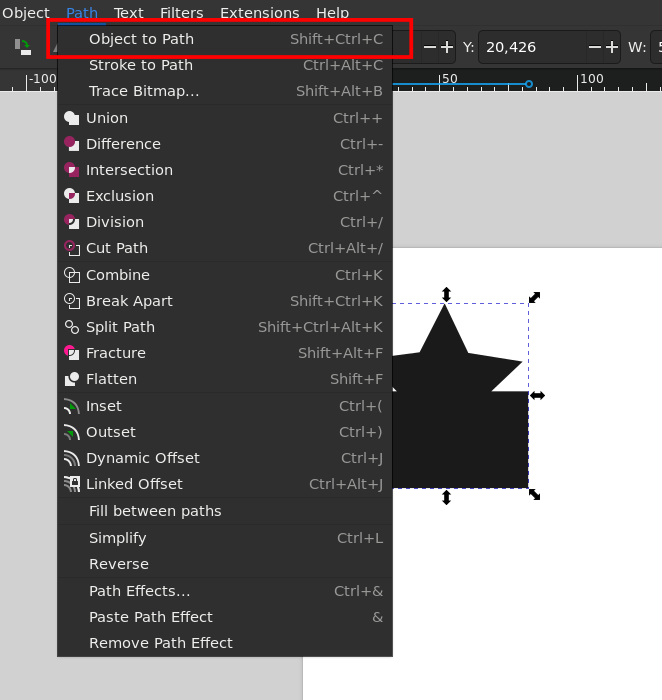 Object Path Text Filters Extensions Help
Object to Path Shift+Ctrl+C
Y: 20,426 W: 5
Stroke to Path Ctrl+Alt+C
-100 50 100
Trace Bitmap... Shift+Alt+B
Union Ctrl++
Difference Ctrl+-
Intersection Ctrl+*
Exclusion Ctrl+^
Division Ctrl+/
Cut Path Ctrl+Alt+/
Combine Ctrl+K
Break Apart Shift+Ctrl+K
Split Path Shift+Ctrl+Alt+K
Fracture Shift+Alt+F
Flatten Shift+F
Inset Ctrl+(
Outset Ctrl+)
Dynamic Offset Ctrl+J
Linked Offset Ctrl+Alt+J
Fill between paths
Simplify Ctrl+L
Reverse
Path Effects... Ctrl+&
Paste Path Effect &
Remove Path Effect